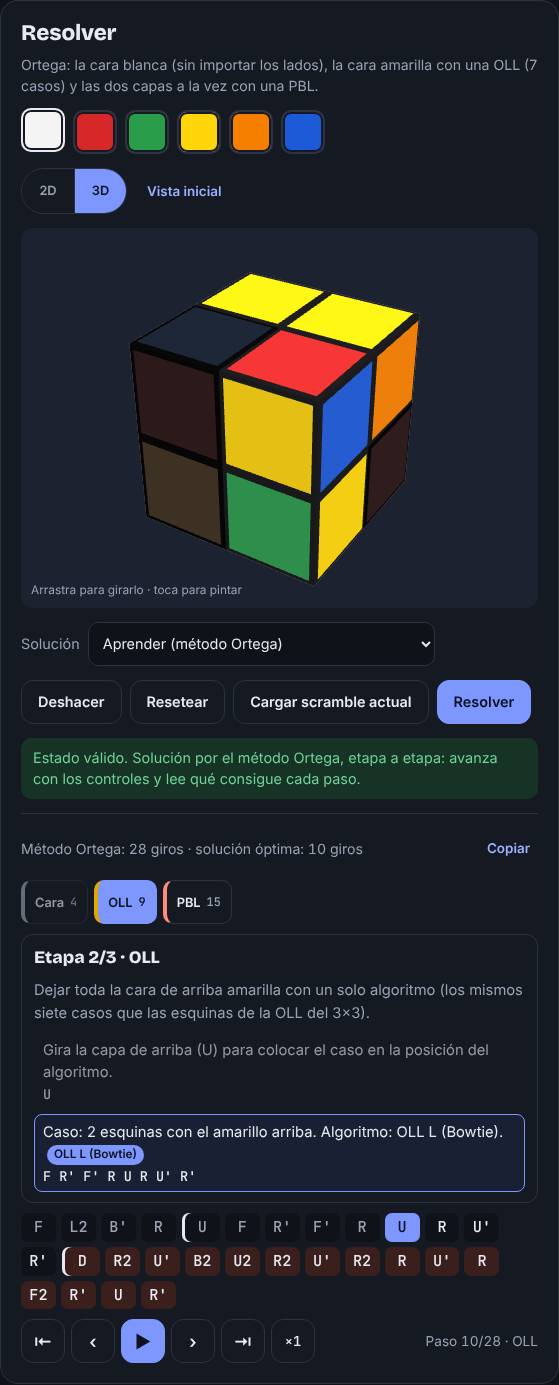 Resolver
Ortega: la cara blanca (sin importar los lados), la cara amarilla con una OLL (7
casos) y las dos capas a la vez con una PBL.
2D 3D Vista inicial
Arrastra para girarlo · toca para pintar
Solución Aprender (método Ortega)
Deshacer Resetear Cargar scramble actual Resolver
Estado válido. Solución por el método Ortega, etapa a etapa: avanza
con los controles y lee qué consigue cada paso.
Método Ortega: 28 giros · solución óptima: 10 giros Copiar
Cara 4 OLL 9 PBL 15
Etapa 2/3 · OLL
Dejar toda la cara de arriba amarilla con un solo algoritmo (los mismos
siete casos que las esquinas de la OLL del 3×3).
Gira la capa de arriba (U) para colocar el caso en la posición del
algoritmo.
U
Caso: 2 esquinas con el amarillo arriba. Algoritmo: OLL L (Bowtie).
OLL L (Bowtie)
F R' F' R U R U' R'
F L2 B' R U F R' F' R U R U'
R' D R2 U' B2 U2 R2 U' R2 R U' R
F2 R' U R'
×1 Paso 10/28 · OLL